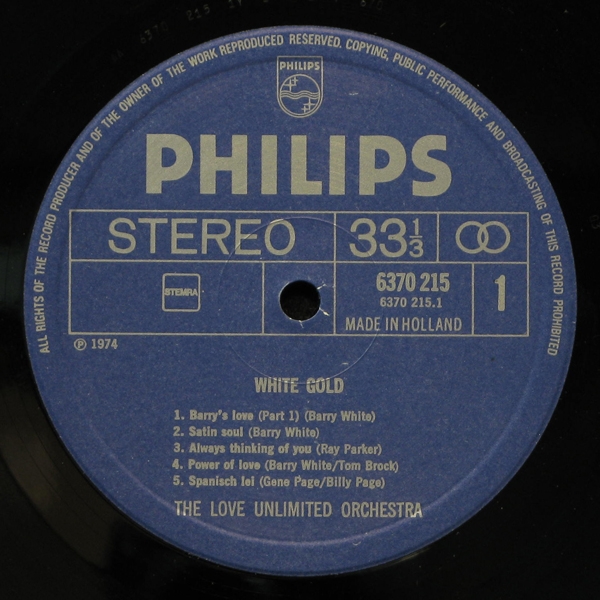 ALL RIGHTS OF THE RECORD PRODUCER AND OF THE OWNER OF THE WORK REPRODUCED RESERVED. COPYING, PUBLIC PERFORMANCE AND BROADCASTING OF THIS RECORD PROHIBITED
PHILIPS
PHILIPS
STEREO 33⅓
STEMRA 6370 215 1
6370 215.1
MADE IN HOLLAND
℗ 1974
WHITE GOLD
1. Barry's love (Part 1) (Barry White)
2. Satin soul (Barry White)
3. Always thinking of you (Ray Parker)
4. Power of love (Barry White/Tom Brock)
5. Spanisch lei (Gene Page/Billy Page)
THE LOVE UNLIMITED ORCHESTRA